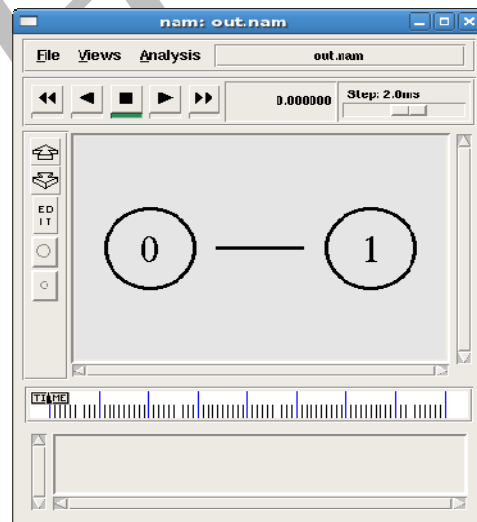 nam: out.nam
File Views Analysis out.nam
0.000000 Step: 2.0ms
ED
IT
0 1
TIME